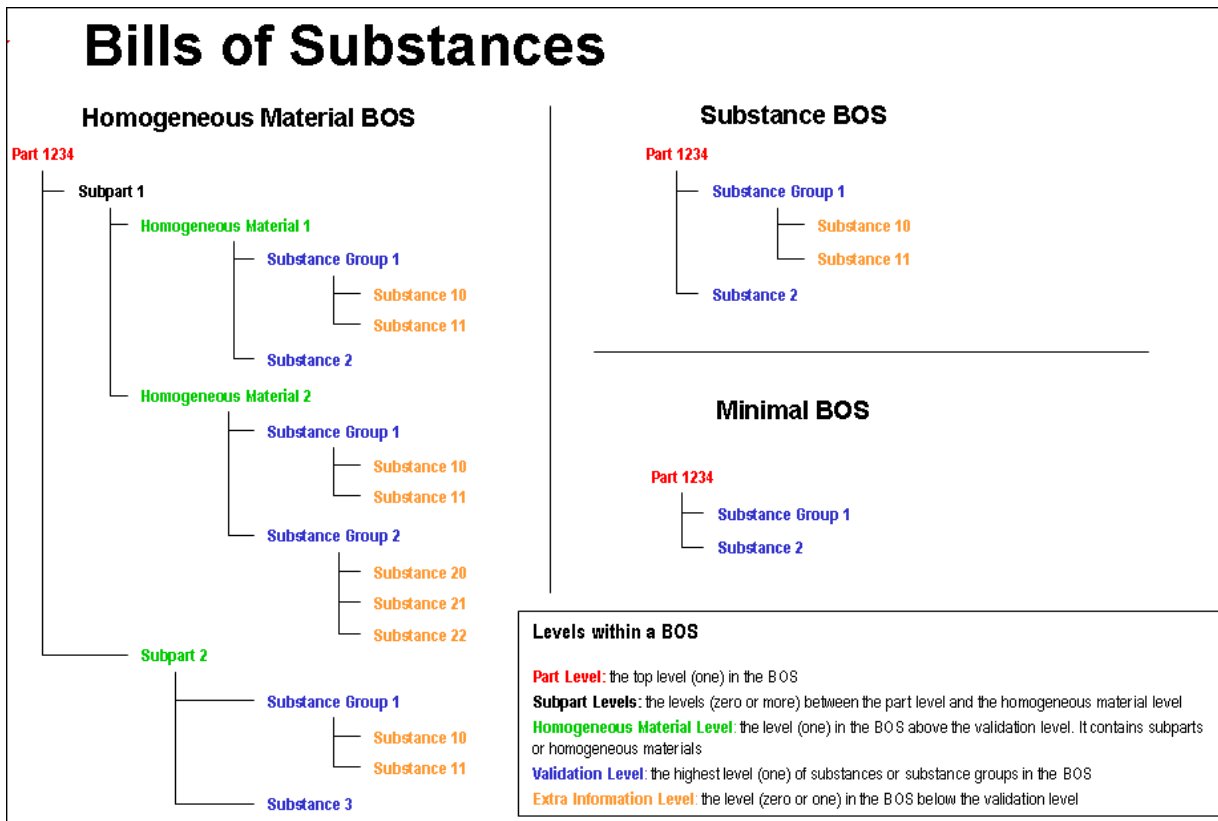 Bills of Substances
Homogeneous Material BOS
Part 1234
Subpart 1
Homogeneous Material 1
Substance Group 1
Substance 10
Substance 11
Substance 2
Homogeneous Material 2
Substance Group 1
Substance 10
Substance 11
Substance Group 2
Substance 20
Substance 21
Substance 22
Subpart 2
Substance Group 1
Substance 10
Substance 11
Substance 3
Substance BOS
Part 1234
Substance Group 1
Substance 10
Substance 11
Substance 2
Minimal BOS
Part 1234
Substance Group 1
Substance 2
Levels within a BOS
Part Level: the top level (one) in the BOS
Subpart Levels: the levels (zero or more) between the part level and the homogeneous material level
Homogeneous Material Level: the level (one) in the BOS above the validation level. It contains subparts
or homogeneous materials
Validation Level: the highest level (one) of substances or substance groups in the BOS
Extra Information Level: the level (zero or one) in the BOS below the validation level